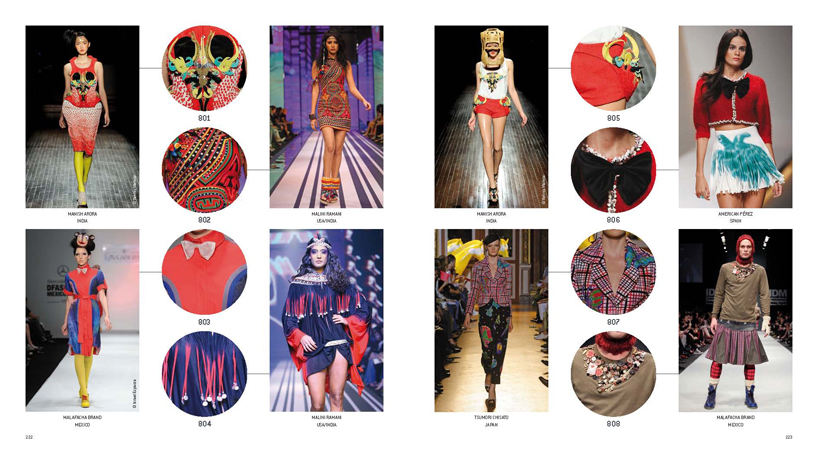 801
802
MANISH ARORA
INDIA
MALINI RAMANI
USA/INDIA
803
804
MALAFACHA BRAND
MEXICO
MALINI RAMANI
USA/INDIA
222
805
806
MANISH ARORA
INDIA
AMERICAN PÉREZ
SPAIN
807
808
TSUMORI CHISATO
JAPAN
MALAFACHA BRAND
MEXICO
223